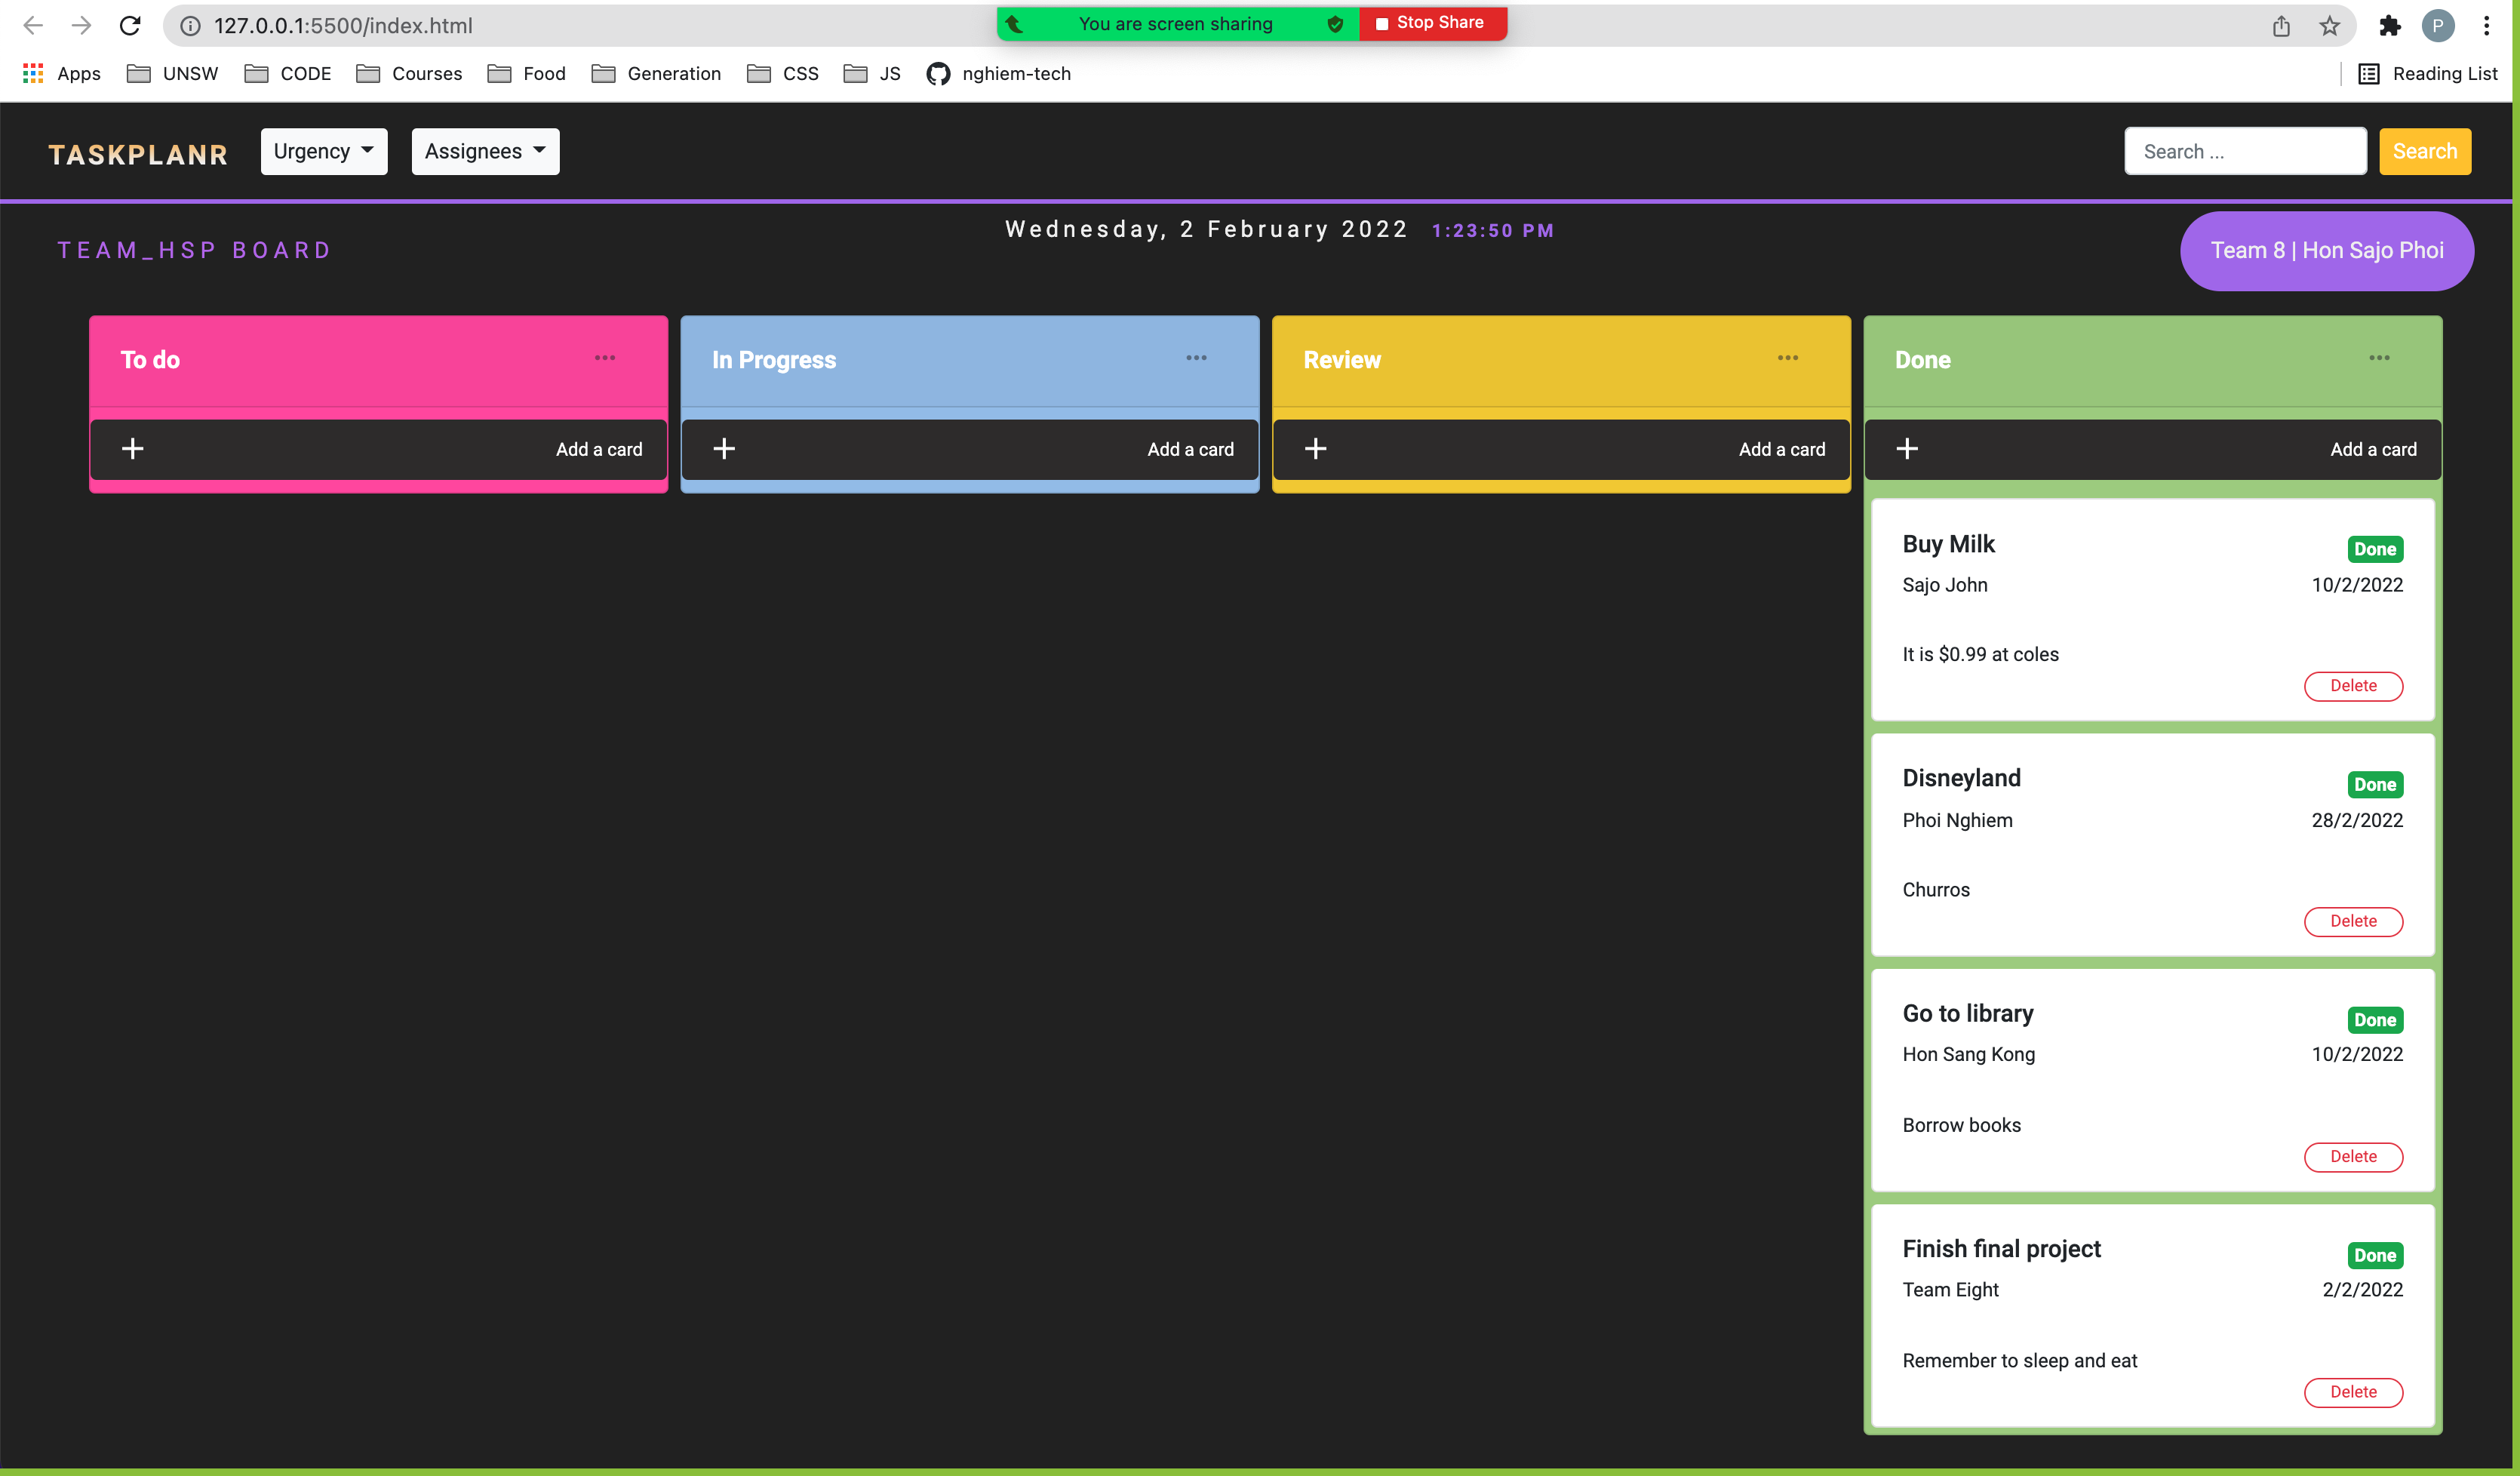 127.0.0.1:5500/index.html
You are screen sharing
Stop Share
P
Apps
UNSW
CODE
Courses
Food
Generation
CSS
JS
nghiem-tech
Reading List
TASKPLANR
Urgency
Assignees
Search ...
Search
TEAM_HSP BOARD
Wednesday, 2 February 2022 1:23:50 PM
Team 8 | Hon Sajo Phoi
To do
Add a card
In Progress
Add a card
Review
Add a card
Done
Add a card
Buy Milk
Done
Sajo John
10/2/2022
It is $0.99 at coles
Delete
Disneyland
Done
Phoi Nghiem
28/2/2022
Churros
Delete
Go to library
Done
Hon Sang Kong
10/2/2022
Borrow books
Delete
Finish final project
Done
Team Eight
2/2/2022
Remember to sleep and eat
Delete